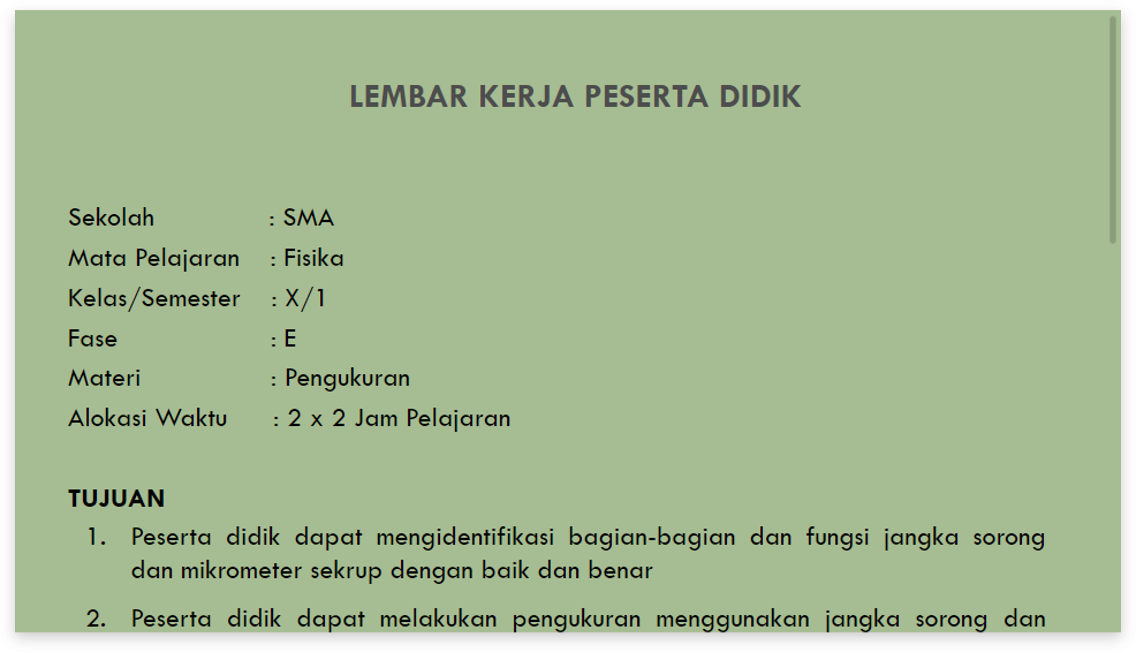 LEMBAR KERJA PESERTA DIDIK
Sekolah : SMA
Mata Pelajaran : Fisika
Kelas/Semester : X/1
Fase : E
Materi : Pengukuran
Alokasi Waktu : 2 x 2 Jam Pelajaran
TUJUAN
1. Peserta didik dapat mengidentifikasi bagian-bagian dan fungsi jangka sorong
dan mikrometer sekrup dengan baik dan benar
2. Peserta didik dapat melakukan pengukuran menggunakan jangka sorong dan